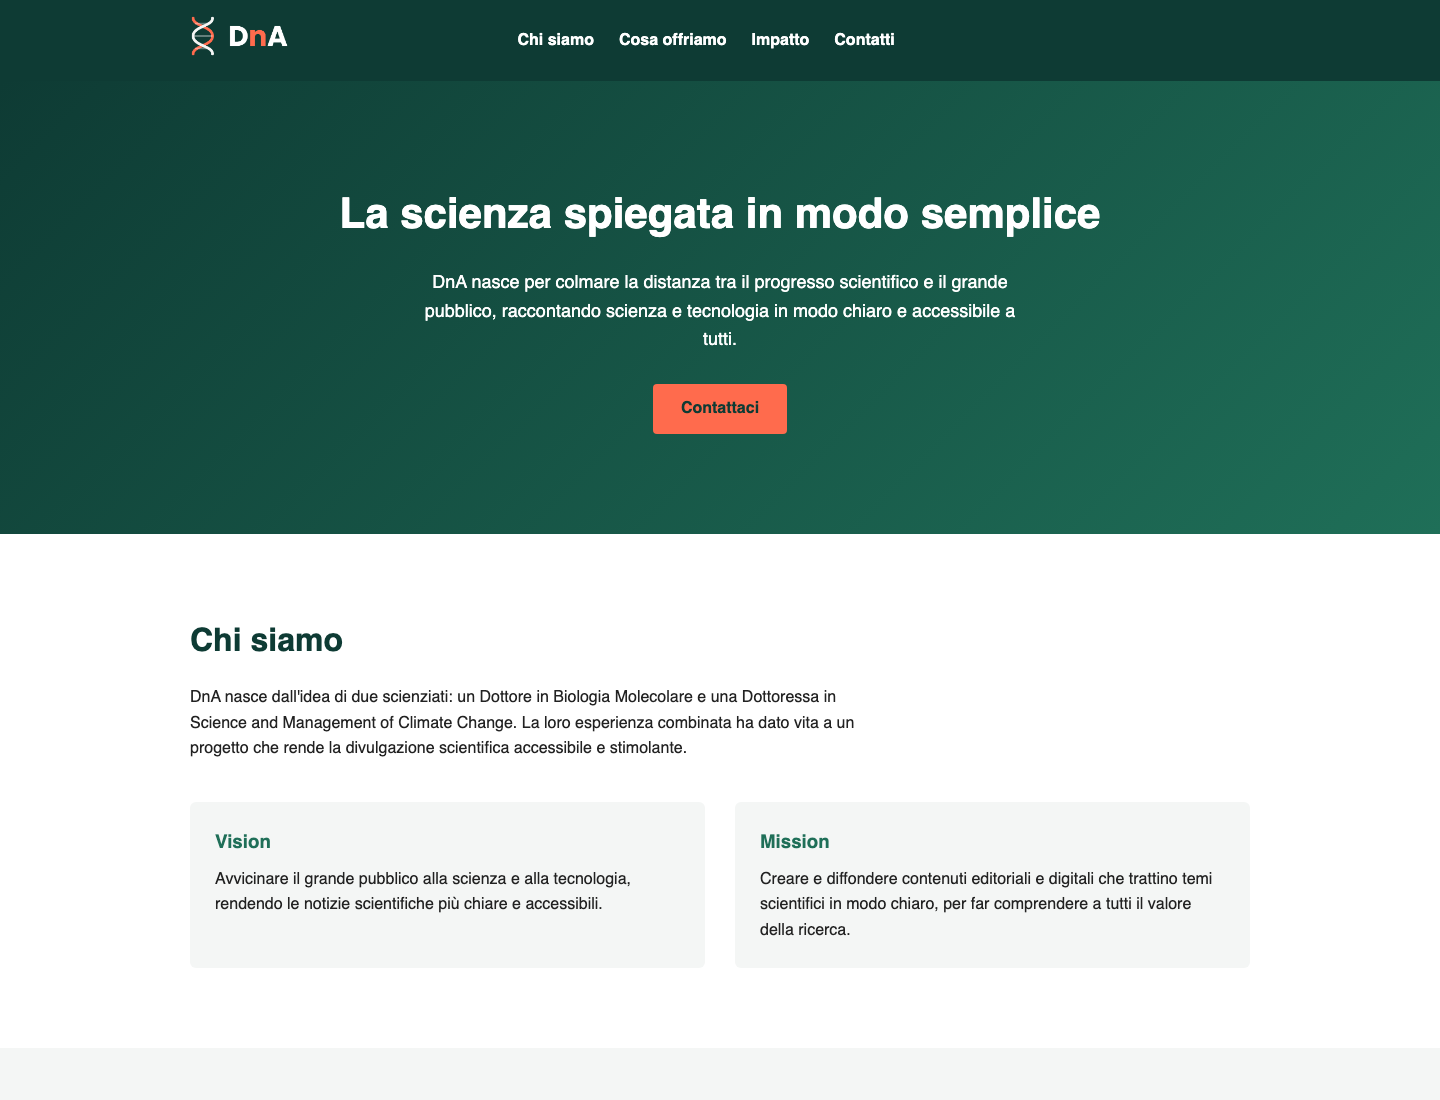 DnA
Chi siamo Cosa offriamo Impatto Contatti
La scienza spiegata in modo semplice
DnA nasce per colmare la distanza tra il progresso scientifico e il grande
pubblico, raccontando scienza e tecnologia in modo chiaro e accessibile a
tutti.
Contattaci
Chi siamo
DnA nasce dall'idea di due scienziati: un Dottore in Biologia Molecolare e una Dottoressa in
Science and Management of Climate Change. La loro esperienza combinata ha dato vita a un
progetto che rende la divulgazione scientifica accessibile e stimolante.
Vision
Avvicinare il grande pubblico alla scienza e alla tecnologia,
rendendo le notizie scientifiche più chiare e accessibili.
Mission
Creare e diffondere contenuti editoriali e digitali che trattino temi
scientifici in modo chiaro, per far comprendere a tutti il valore
della ricerca.